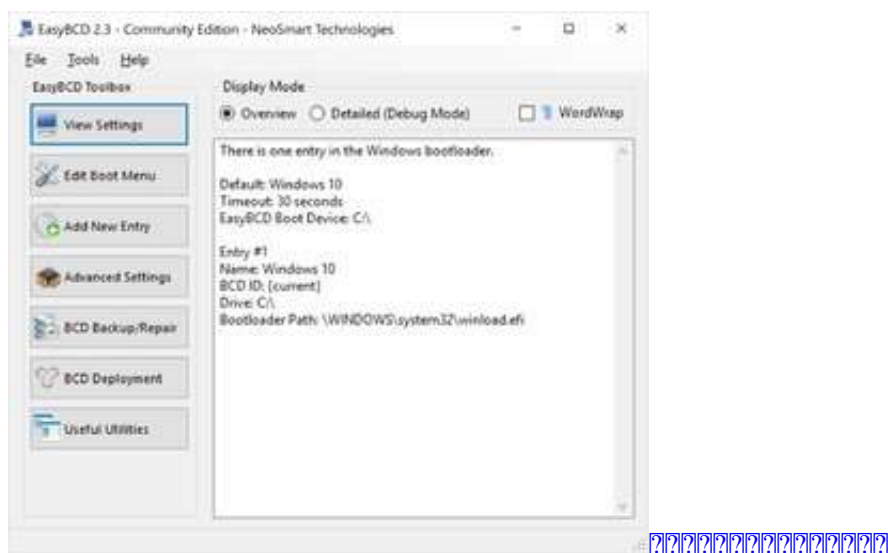 EasyBCD 2.3 - Community Edition - NeoSmart Technologies
File Tools Help
EasyBCD Toolbox
View Settings
Edit Boot Menu
Add New Entry
Advanced Settings
BCD Backup/Repair
BCD Deployment
Useful Utilities
Display Mode
Overview Detailed (Debug Mode) WordWrap
There is one entry in the Windows bootloader.
Default: Windows 10
Timeout: 30 seconds
EasyBCD Boot Device: C:\
Entry #1
Name: Windows 10
BCD ID: {current}
Drive: C:\
Bootloader Path: \WINDOWS\system32\winload.efi